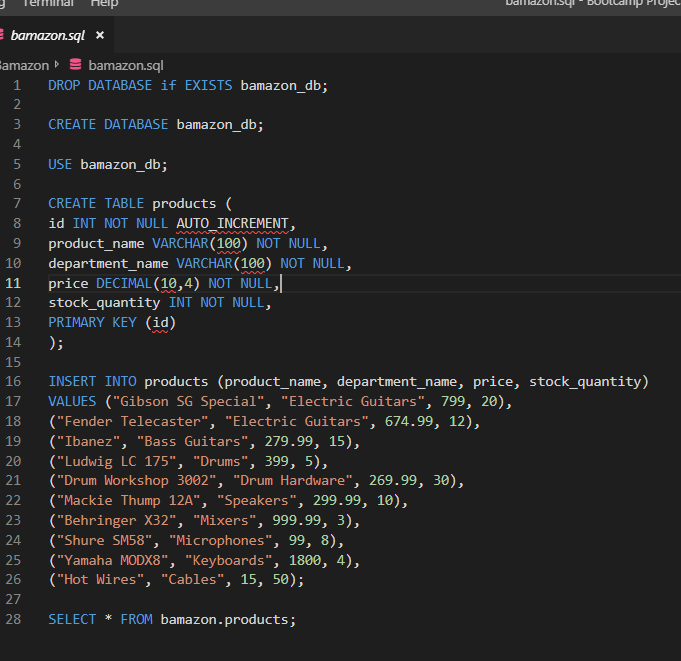 Terminal Help bamazon.sql - Bootcamp Projec
bamazon.sql ×
Bamazon bamazon.sql
1 DROP DATABASE if EXISTS bamazon_db;
2
3 CREATE DATABASE bamazon_db;
4
5 USE bamazon_db;
6
7 CREATE TABLE products (
8 id INT NOT NULL AUTO_INCREMENT,
9 product_name VARCHAR(100) NOT NULL,
10 department_name VARCHAR(100) NOT NULL,
11 price DECIMAL(10,4) NOT NULL,
12 stock_quantity INT NOT NULL,
13 PRIMARY KEY (id)
14 );
15
16 INSERT INTO products (product_name, department_name, price, stock_quantity)
17 VALUES ("Gibson SG Special", "Electric Guitars", 799, 20),
18 ("Fender Telecaster", "Electric Guitars", 674.99, 12),
19 ("Ibanez", "Bass Guitars", 279.99, 15),
20 ("Ludwig LC 175", "Drums", 399, 5),
21 ("Drum Workshop 3002", "Drum Hardware", 269.99, 30),
22 ("Mackie Thump 12A", "Speakers", 299.99, 10),
23 ("Behringer X32", "Mixers", 999.99, 3),
24 ("Shure SM58", "Microphones", 99, 8),
25 ("Yamaha MODX8", "Keyboards", 1800, 4),
26 ("Hot Wires", "Cables", 15, 50);
27
28 SELECT * FROM bamazon.products;